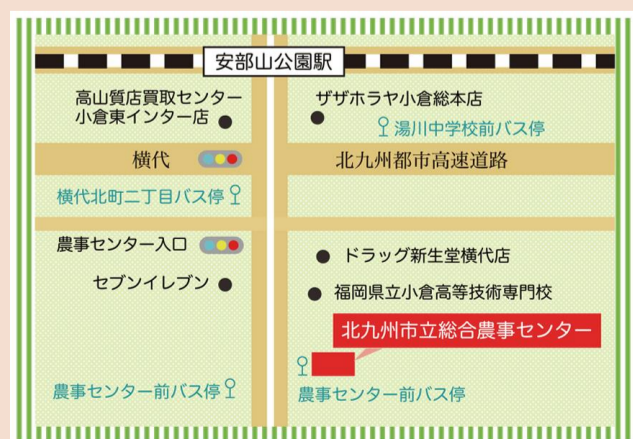 安部山公園駅
高山質店買取センター
小倉東インター店
ザザホラヤ小倉総本店
湯川中学校前バス停
横代
北九州都市高速道路
横代北町二丁目バス停
農事センター入口
ドラッグ新生堂横代店
セブンイレブン
福岡県立小倉高等技術専門校
北九州市立総合農事センター
農事センター前バス停
農事センター前バス停